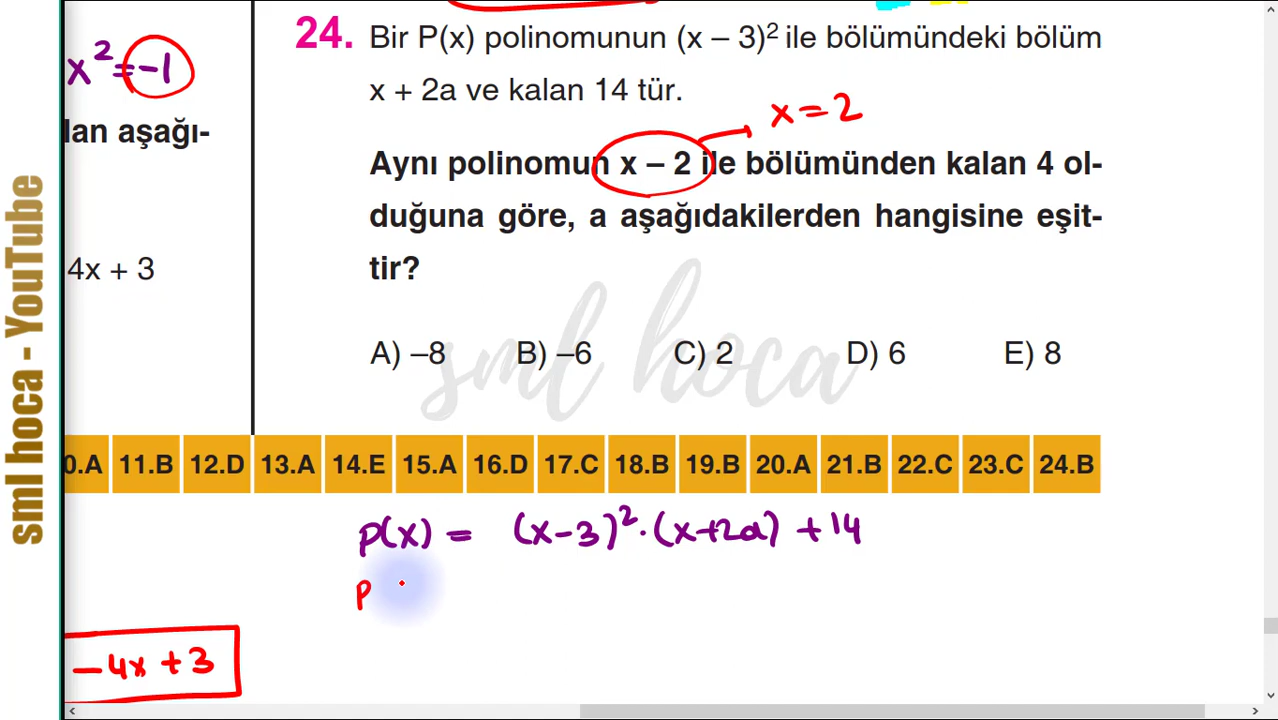 sml hoca - YouTube
x² = -1
lan aşağı-
4x + 3
24. Bir P(x) polinomunun (x – 3)² ile bölümündeki bölüm
x + 2a ve kalan 14 tür.
x = 2
Aynı polinomun x – 2 ile bölümünden kalan 4 ol-
duğuna göre, a aşağıdakilerden hangisine eşit-
tir?
sml hoca
A) –8 B) –6 C) 2 D) 6 E) 8
0.A 11.B 12.D 13.A 14.E 15.A 16.D 17.C 18.B 19.B 20.A 21.B 22.C 23.C 24.B
p(x) = (x-3)².(x+2a) +14
P
-4x + 3